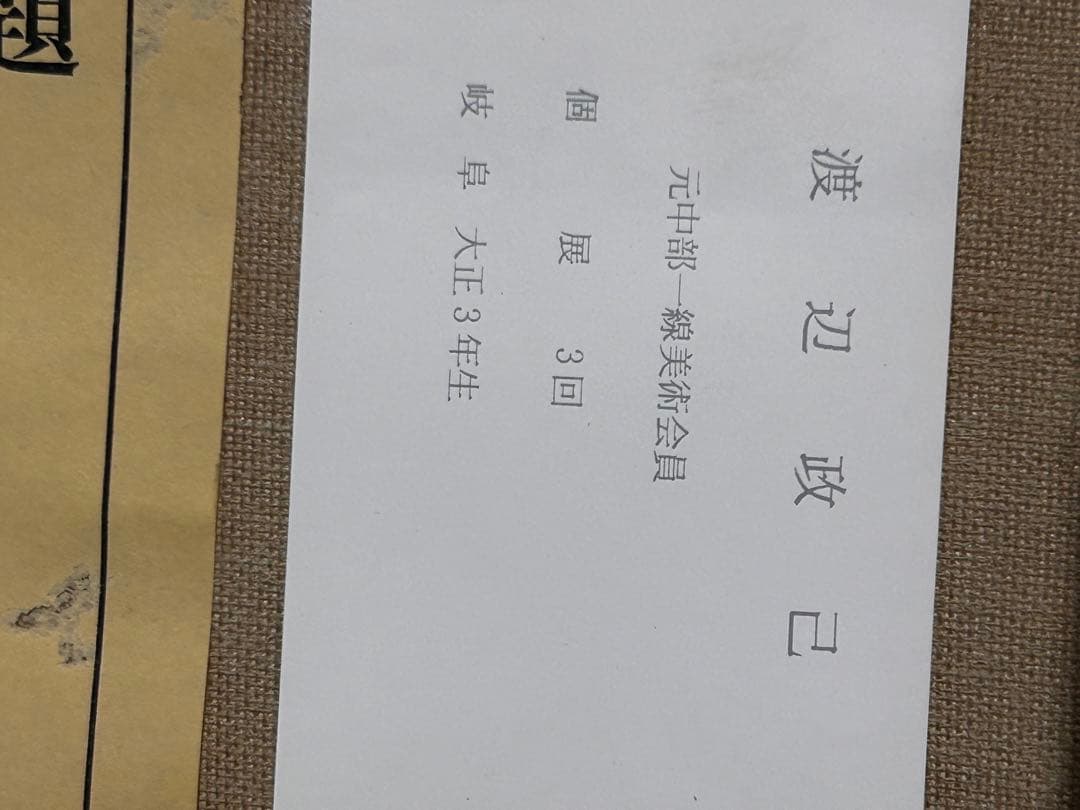 渡辺政己
元中部一線美術会員
個展 3回
岐阜 大正3年生
題